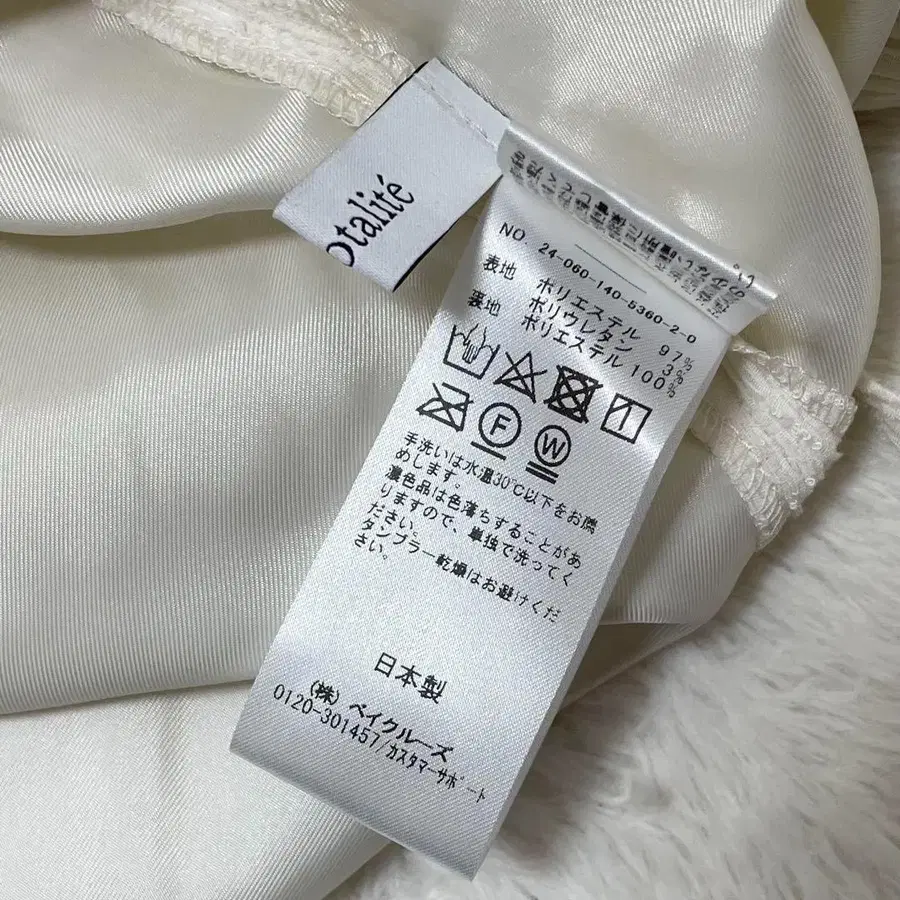 otalité
NO 24-060-140-5360-2-0
表地 ポリエステル 97%
ポリウレタン 3%
裏地 ポリエステル 100%
F W
手洗いは水温30℃以下をお薦
めします。
濃色品は色落ちすることがあ
りますので、単独で洗ってく
ださい。
タンブラー乾燥はお避けくだ
さい。
日本製
(株) ベイクルーズ
0120-301457/カスタマーサポート